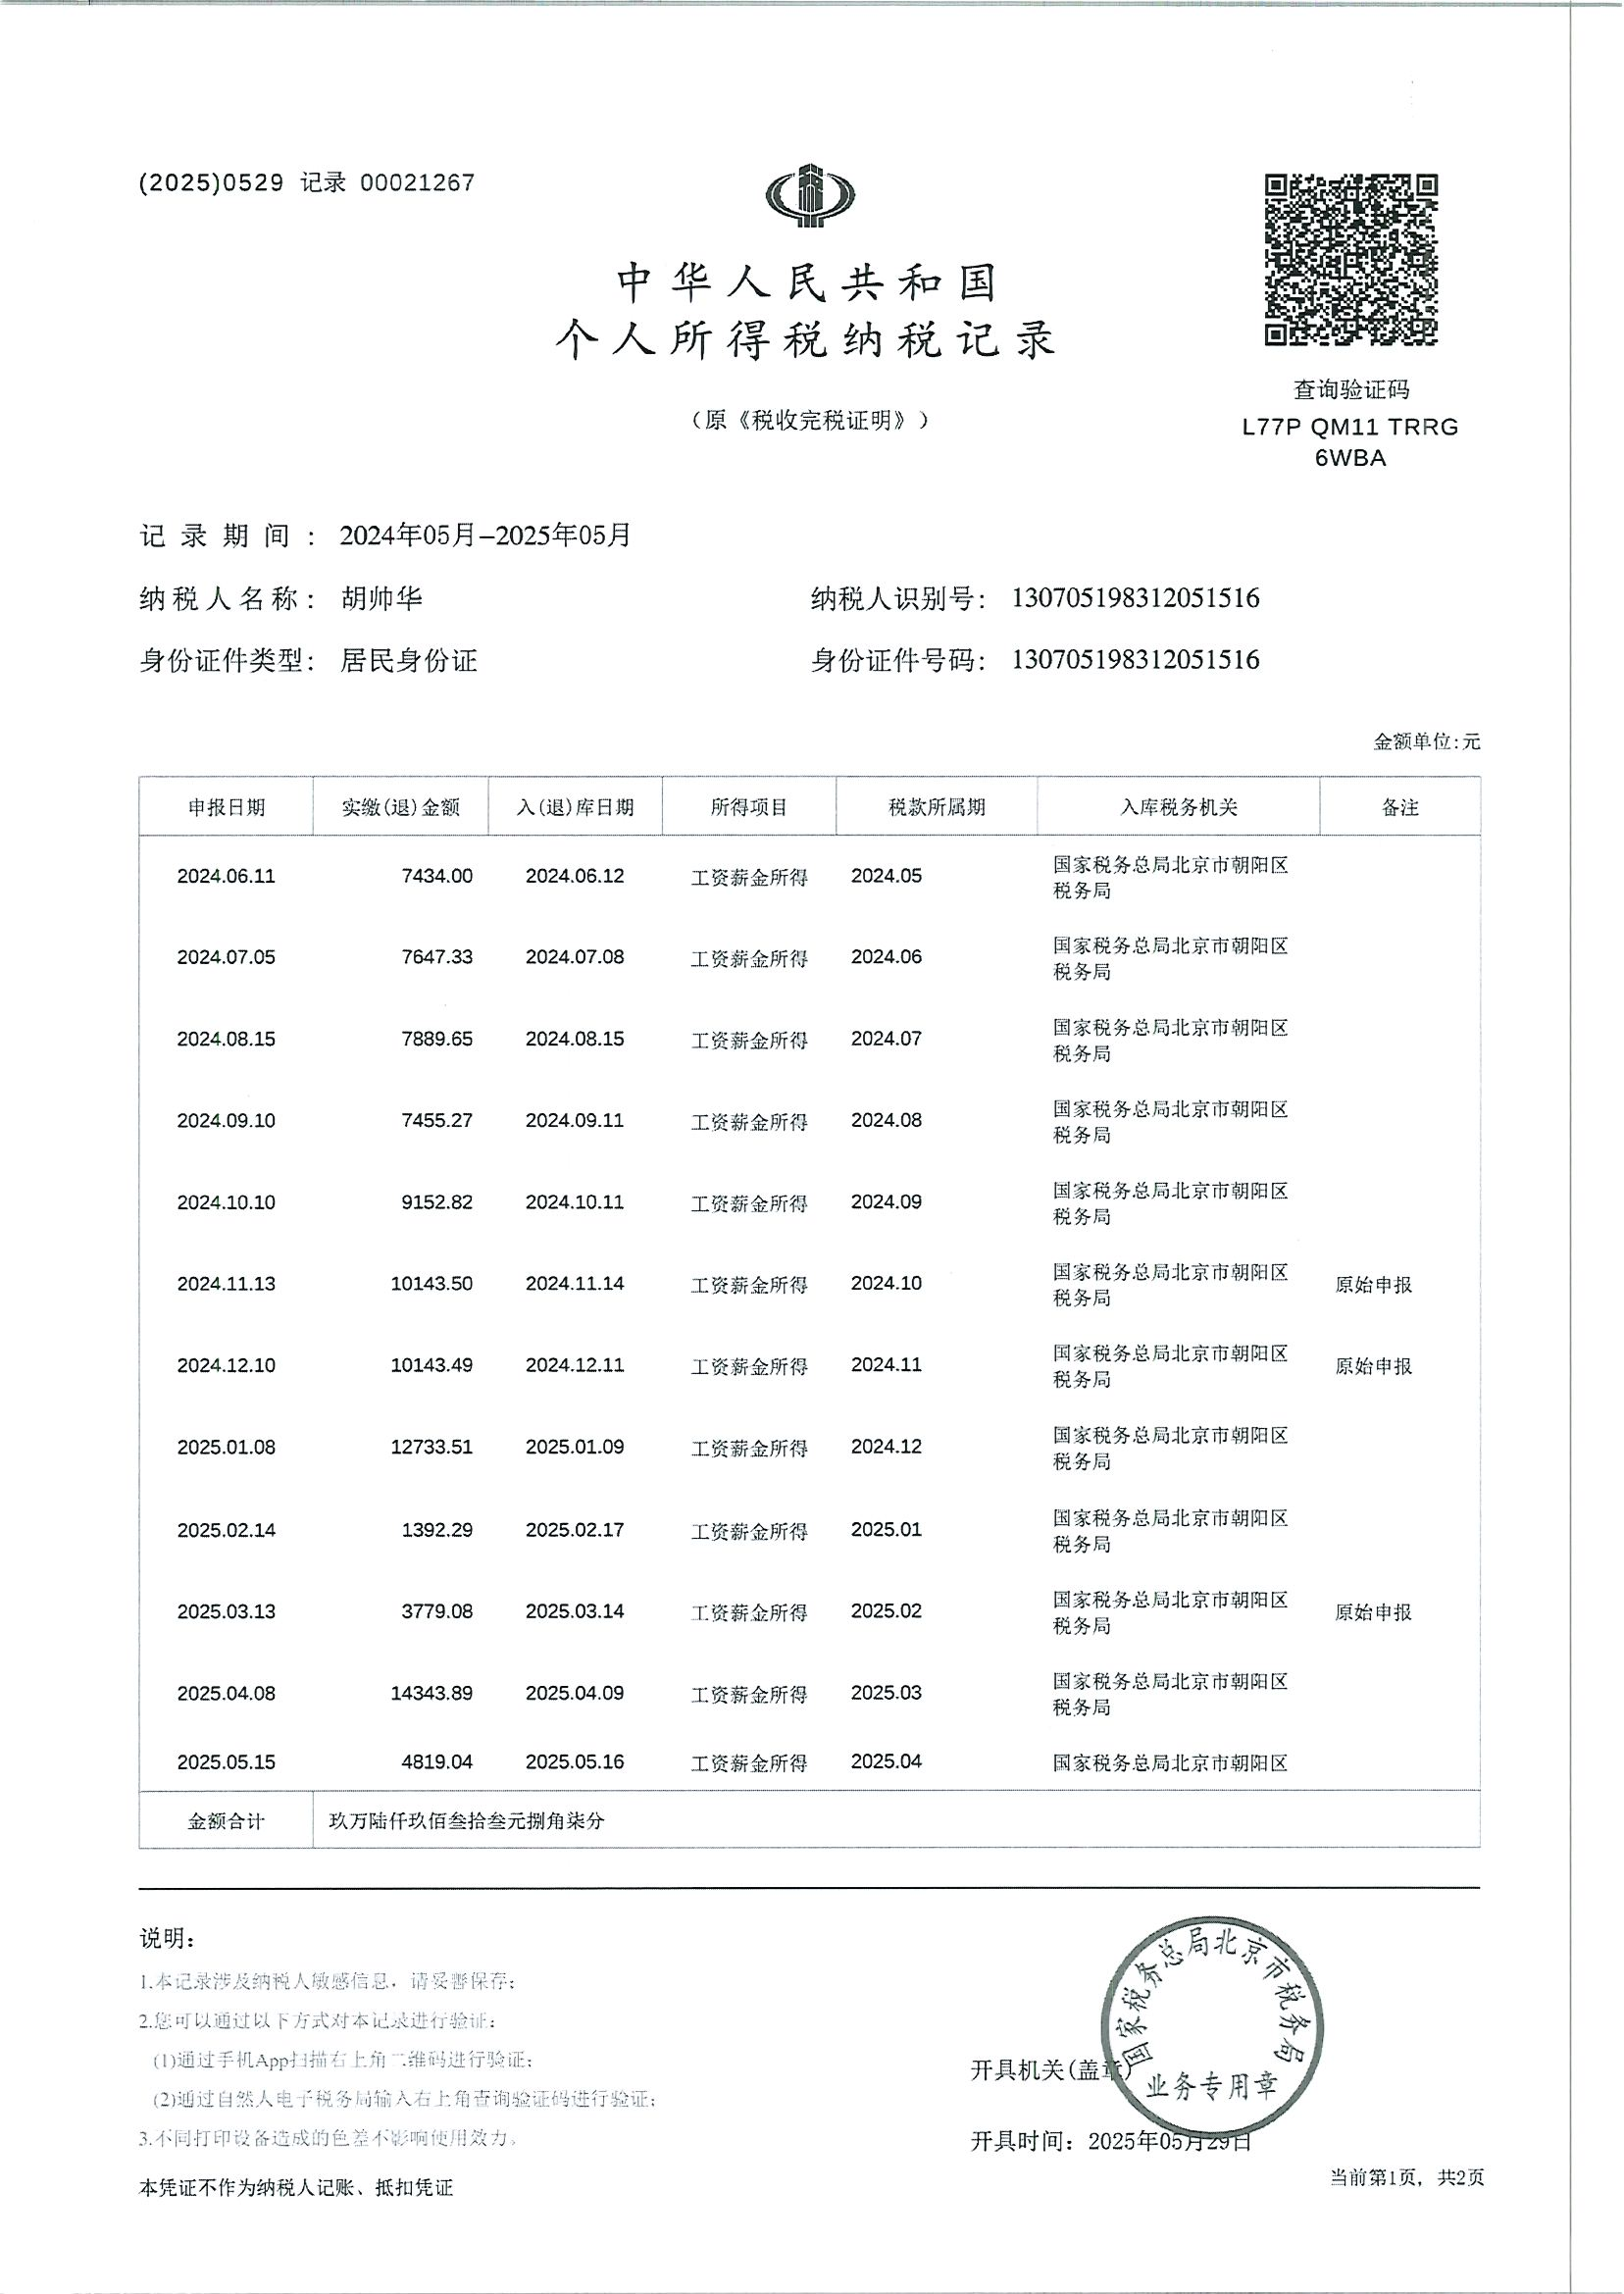 (2025)0529 记录 00021267
中华人民共和国
个人所得税纳税记录
（原《税收完税证明》）
查询验证码
L77P QM11 TRRG
6WBA
记录期间： 2024年05月–2025年05月
纳税人名称： 胡帅华 纳税人识别号： 130705198312051516
身份证件类型： 居民身份证 身份证件号码： 130705198312051516
金额单位:元
申报日期 实缴(退)金额 入(退)库日期 所得项目 税款所属期 入库税务机关 备注
2024.06.11 7434.00 2024.06.12 工资薪金所得 2024.05 国家税务总局北京市朝阳区
税务局
2024.07.05 7647.33 2024.07.08 工资薪金所得 2024.06 国家税务总局北京市朝阳区
税务局
2024.08.15 7889.65 2024.08.15 工资薪金所得 2024.07 国家税务总局北京市朝阳区
税务局
2024.09.10 7455.27 2024.09.11 工资薪金所得 2024.08 国家税务总局北京市朝阳区
税务局
2024.10.10 9152.82 2024.10.11 工资薪金所得 2024.09 国家税务总局北京市朝阳区
税务局
2024.11.13 10143.50 2024.11.14 工资薪金所得 2024.10 国家税务总局北京市朝阳区
税务局 原始申报
2024.12.10 10143.49 2024.12.11 工资薪金所得 2024.11 国家税务总局北京市朝阳区
税务局 原始申报
2025.01.08 12733.51 2025.01.09 工资薪金所得 2024.12 国家税务总局北京市朝阳区
税务局
2025.02.14 1392.29 2025.02.17 工资薪金所得 2025.01 国家税务总局北京市朝阳区
税务局
2025.03.13 3779.08 2025.03.14 工资薪金所得 2025.02 国家税务总局北京市朝阳区
税务局 原始申报
2025.04.08 14343.89 2025.04.09 工资薪金所得 2025.03 国家税务总局北京市朝阳区
税务局
2025.05.15 4819.04 2025.05.16 工资薪金所得 2025.04 国家税务总局北京市朝阳区
金额合计 玖万陆仟玖佰叁拾叁元捌角柒分
说明：
1.本记录涉及纳税人敏感信息，请妥善保存；
2.您可以通过以下方式对本记录进行验证：
(1)通过手机App扫描右上角二维码进行验证；
(2)通过自然人电子税务局输入右上角查询验证码进行验证；
3.不同打印设备造成的色差不影响使用效力。
本凭证不作为纳税人记账、抵扣凭证
国家税务总局北京市税务局
业务专用章
开具机关(盖章)
开具时间：2025年05月29日
当前第1页，共2页